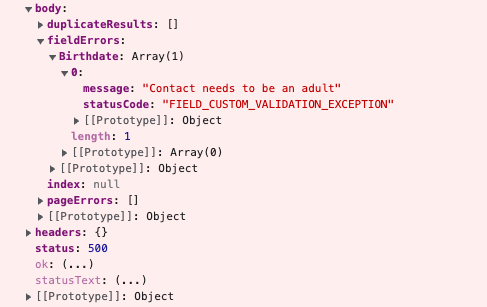 ▼ body:
▶ duplicateResults: []
▼ fieldErrors:
▼ Birthdate: Array(1)
▼ 0:
message: "Contact needs to be an adult"
statusCode: "FIELD_CUSTOM_VALIDATION_EXCEPTION"
▶ [[Prototype]]: Object
length: 1
▶ [[Prototype]]: Array(0)
▶ [[Prototype]]: Object
index: null
▶ pageErrors: []
▶ [[Prototype]]: Object
▶ headers: {}
status: 500
ok: (...)
statusText: (...)
▶ [[Prototype]]: Object